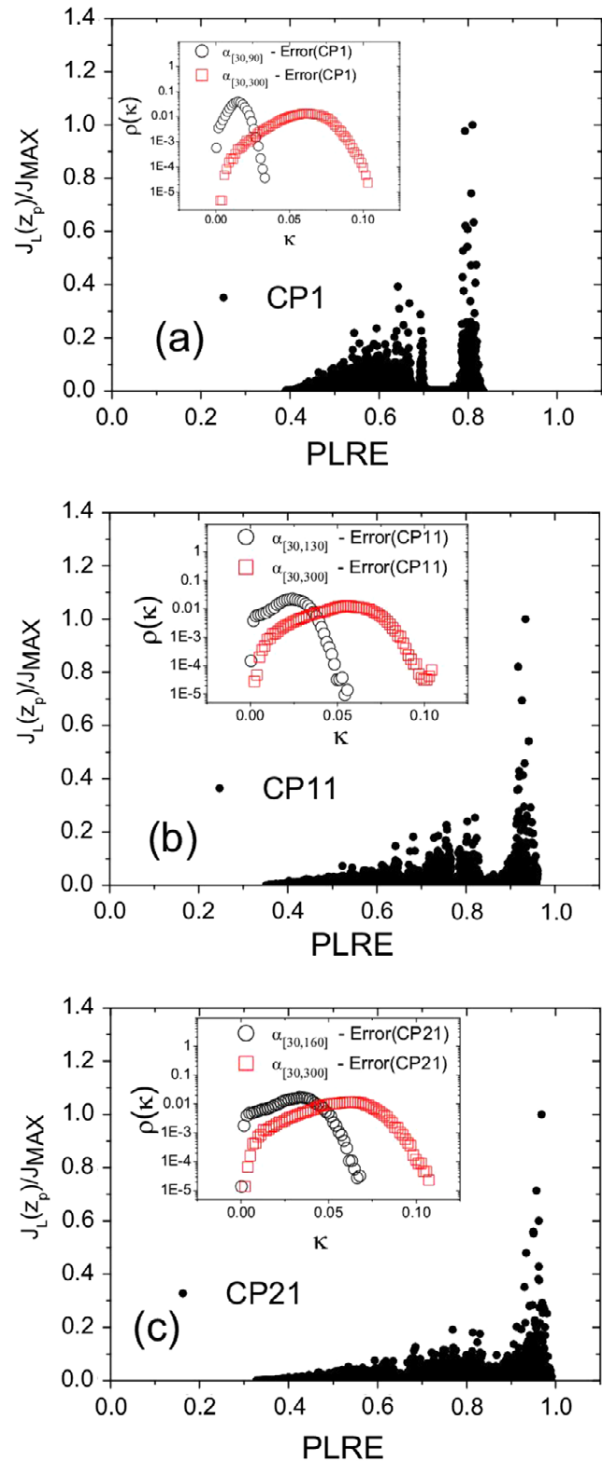 1.4
1.2
1.0
0.8
0.6
0.4
0.2
0.0
J_L(z_p)/J_MAX
1
0.1
0.01
1E-3
1E-4
1E-5
ρ(κ)
α_[30,90] - Error(CP1)
α_[30,300] - Error(CP1)
0.00 0.05 0.10
κ
CP1
(a)
0.0 0.2 0.4 0.6 0.8 1.0
PLRE
1.4
1.2
1.0
0.8
0.6
0.4
0.2
0.0
J_L(z_p)/J_MAX
1
0.1
0.01
1E-3
1E-4
1E-5
ρ(κ)
α_[30,130] - Error(CP11)
α_[30,300] - Error(CP11)
0.00 0.05 0.10
κ
CP11
(b)
0.0 0.2 0.4 0.6 0.8 1.0
PLRE
1.4
1.2
1.0
0.8
0.6
0.4
0.2
0.0
J_L(z_p)/J_MAX
1
0.1
0.01
1E-3
1E-4
1E-5
ρ(κ)
α_[30,160] - Error(CP21)
α_[30,300] - Error(CP21)
0.00 0.05 0.10
κ
CP21
(c)
0.0 0.2 0.4 0.6 0.8 1.0
PLRE